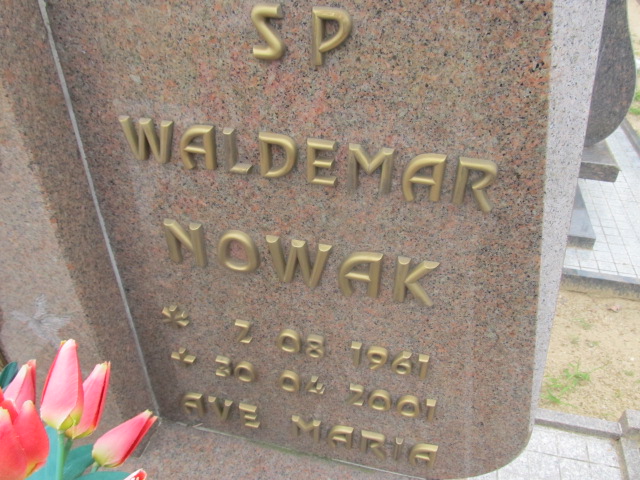 SP
WALDEMAR
NOWAK
* 7 08 1961
+ 30 04 2001
AVE MARIA